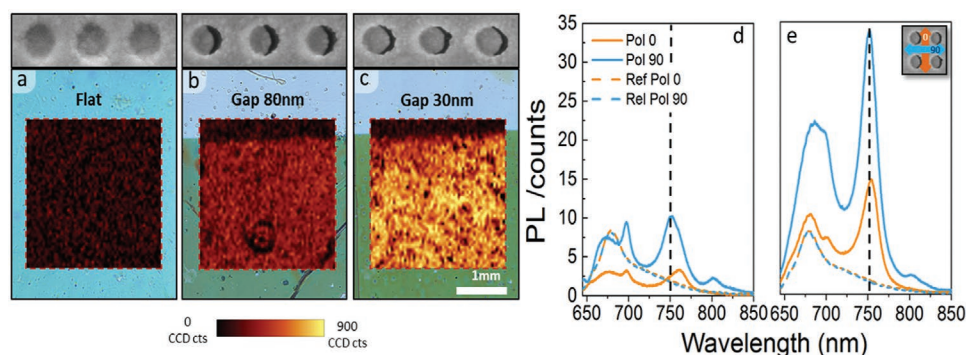 a
Flat
b
Gap 80nm
c
Gap 30nm
1mm
0
CCD cts
900
CCD cts
PL /counts
35
30
25
20
15
10
5
0
Pol 0
Pol 90
Ref Pol 0
Rel Pol 90
d
e
0
90
650 700 750 800 850
650 700 750 800 850
Wavelength (nm)